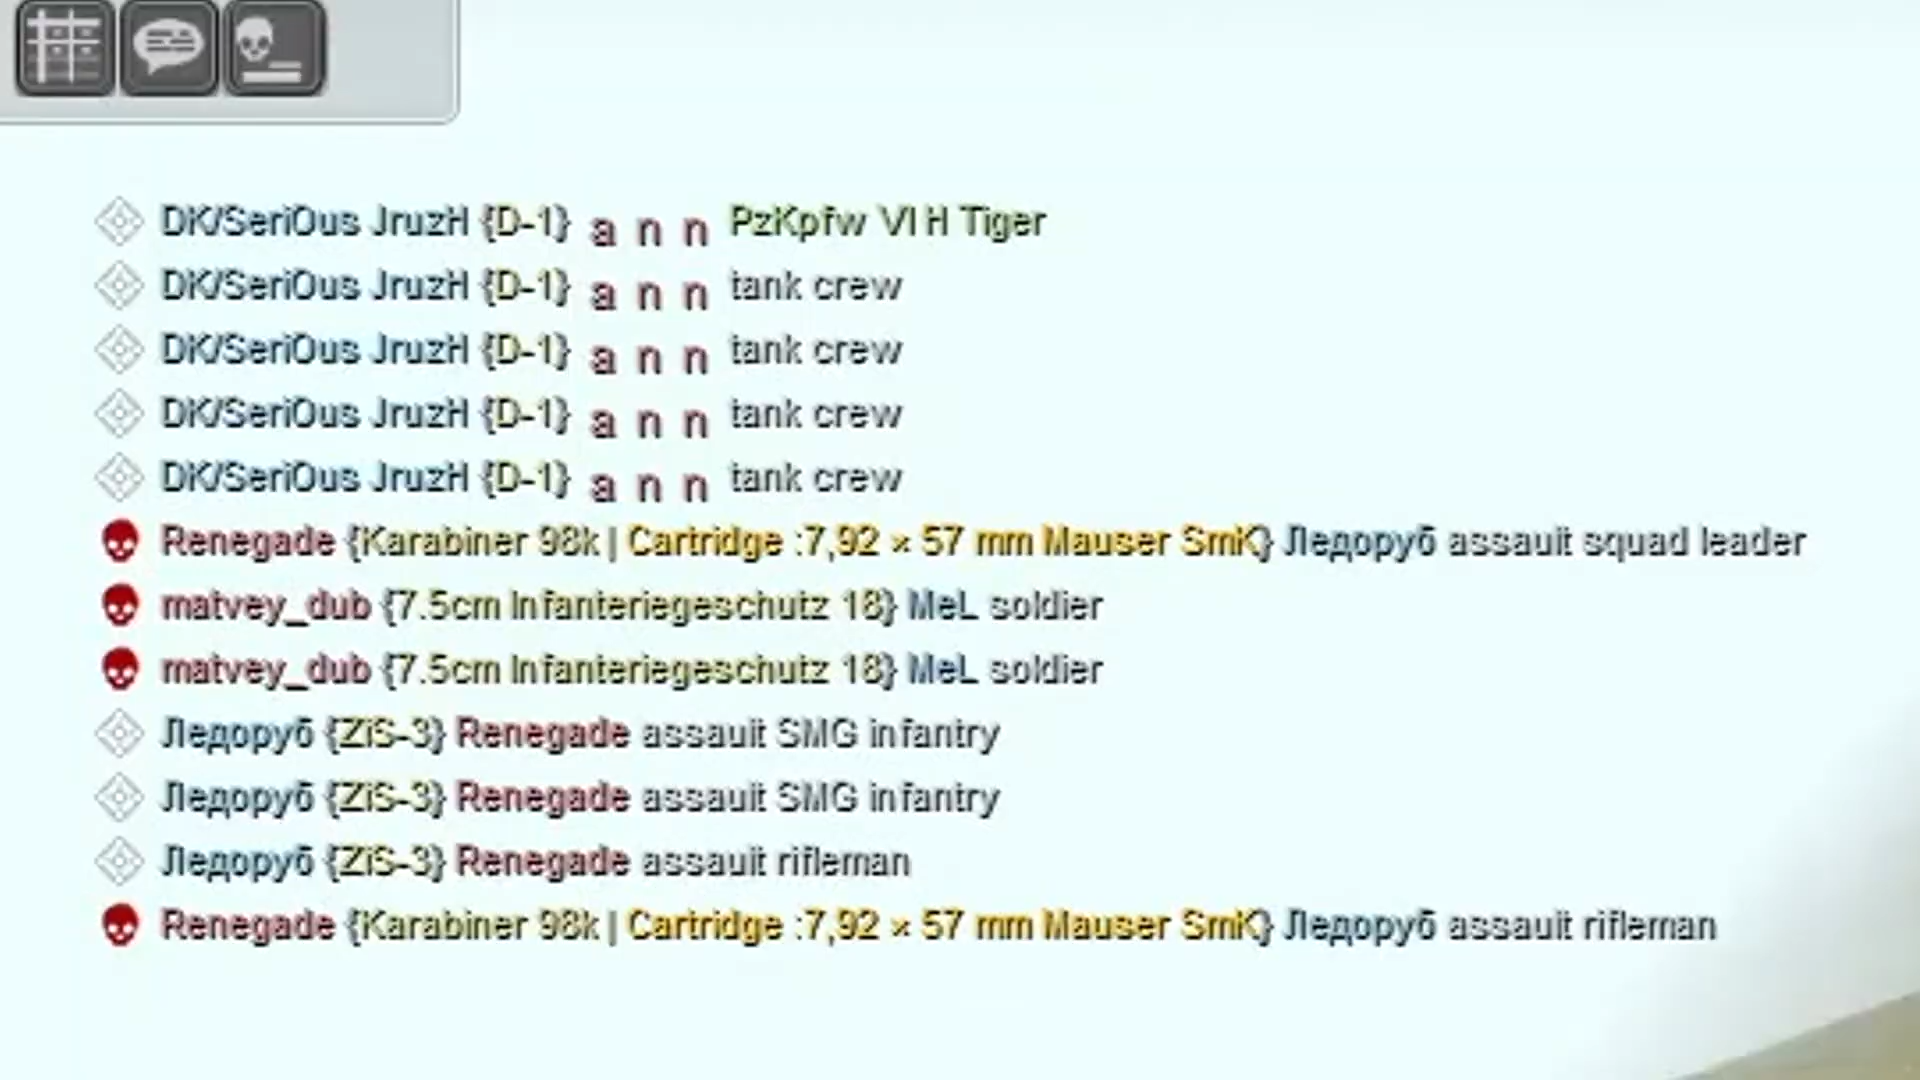 DK/SeriOus JruzH {D-1} a n n PzKpfw VI H Tiger
DK/SeriOus JruzH {D-1} a n n tank crew
DK/SeriOus JruzH {D-1} a n n tank crew
DK/SeriOus JruzH {D-1} a n n tank crew
DK/SeriOus JruzH {D-1} a n n tank crew
Renegade {Karabiner 98k | Cartridge :7,92 × 57 mm Mauser SmK} Ледоруб assault squad leader
matvey_dub {7.5cm Infanteriegeschutz 18} MeL soldier
matvey_dub {7.5cm Infanteriegeschutz 18} MeL soldier
Ледоруб {ZiS-3} Renegade assault SMG infantry
Ледоруб {ZiS-3} Renegade assault SMG infantry
Ледоруб {ZiS-3} Renegade assault rifleman
Renegade {Karabiner 98k | Cartridge :7,92 × 57 mm Mauser SmK} Ледоруб assault rifleman